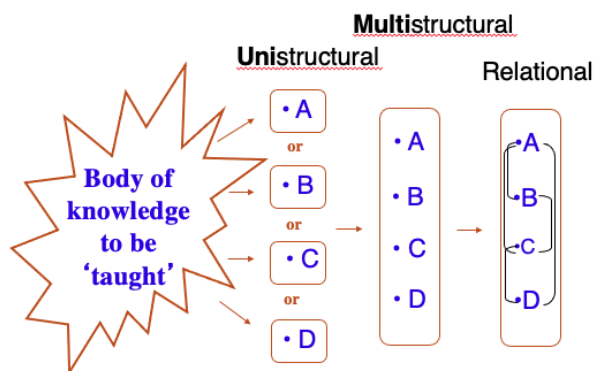 Multistructural
Unistructural
Relational
Body of
knowledge
to be
‘taught’
• A
or
• B
or
• C
or
• D
• A
• B
• C
• D
•A
•B
•C
•D